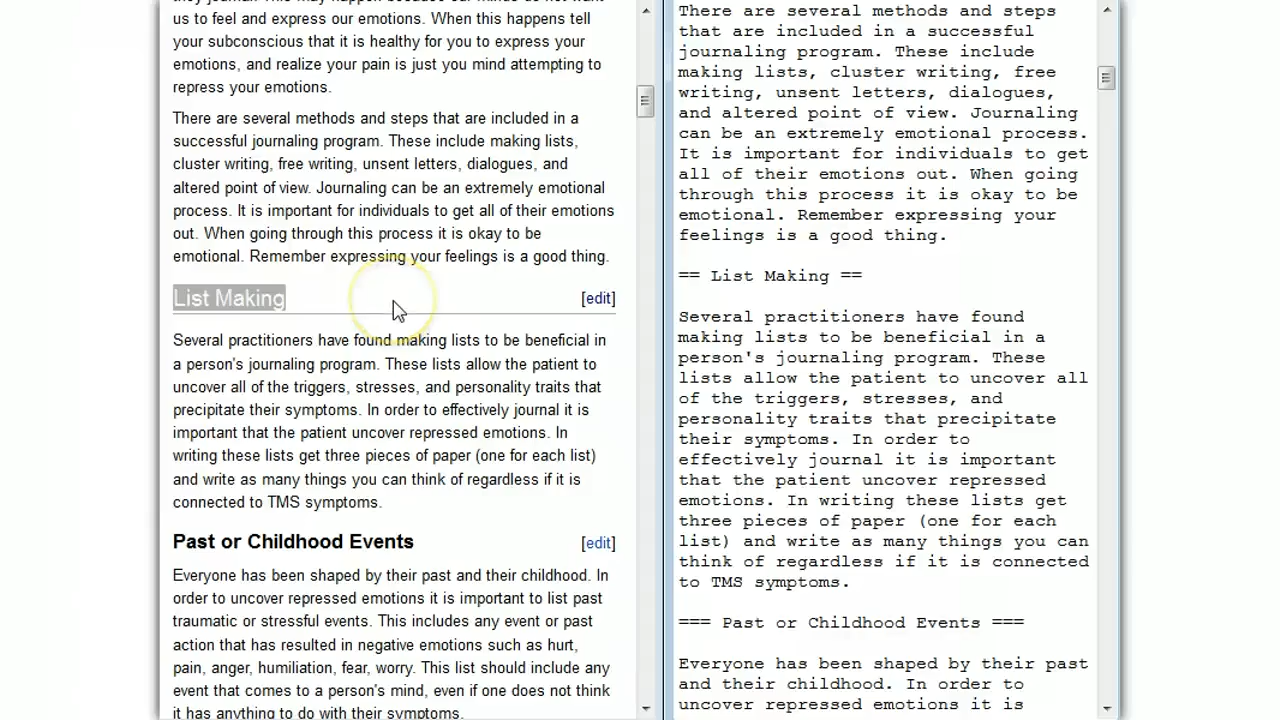 us to feel and express our emotions. When this happens tell
your subconscious that it is healthy for you to express your
emotions, and realize your pain is just you mind attempting to
repress your emotions.
There are several methods and steps that are included in a
successful journaling program. These include making lists,
cluster writing, free writing, unsent letters, dialogues, and
altered point of view. Journaling can be an extremely emotional
process. It is important for individuals to get all of their emotions
out. When going through this process it is okay to be
emotional. Remember expressing your feelings is a good thing.
List Making [edit]
Several practitioners have found making lists to be beneficial in
a person's journaling program. These lists allow the patient to
uncover all of the triggers, stresses, and personality traits that
precipitate their symptoms. In order to effectively journal it is
important that the patient uncover repressed emotions. In
writing these lists get three pieces of paper (one for each list)
and write as many things you can think of regardless if it is
connected to TMS symptoms.
Past or Childhood Events [edit]
Everyone has been shaped by their past and their childhood. In
order to uncover repressed emotions it is important to list past
traumatic or stressful events. This includes any event or past
action that has resulted in negative emotions such as hurt,
pain, anger, humiliation, fear, worry. This list should include any
event that comes to a person's mind, even if one does not think
it has anything to do with their symptoms.
There are several methods and steps
that are included in a successful
journaling program. These include
making lists, cluster writing, free
writing, unsent letters, dialogues,
and altered point of view. Journaling
can be an extremely emotional process.
It is important for individuals to get
all of their emotions out. When going
through this process it is okay to be
emotional. Remember expressing your
feelings is a good thing.
== List Making ==
Several practitioners have found
making lists to be beneficial in a
person's journaling program. These
lists allow the patient to uncover all
of the triggers, stresses, and
personality traits that precipitate
their symptoms. In order to
effectively journal it is important
that the patient uncover repressed
emotions. In writing these lists get
three pieces of paper (one for each
list) and write as many things you can
think of regardless if it is connected
to TMS symptoms.
=== Past or Childhood Events ===
Everyone has been shaped by their past
and their childhood. In order to
uncover repressed emotions it is